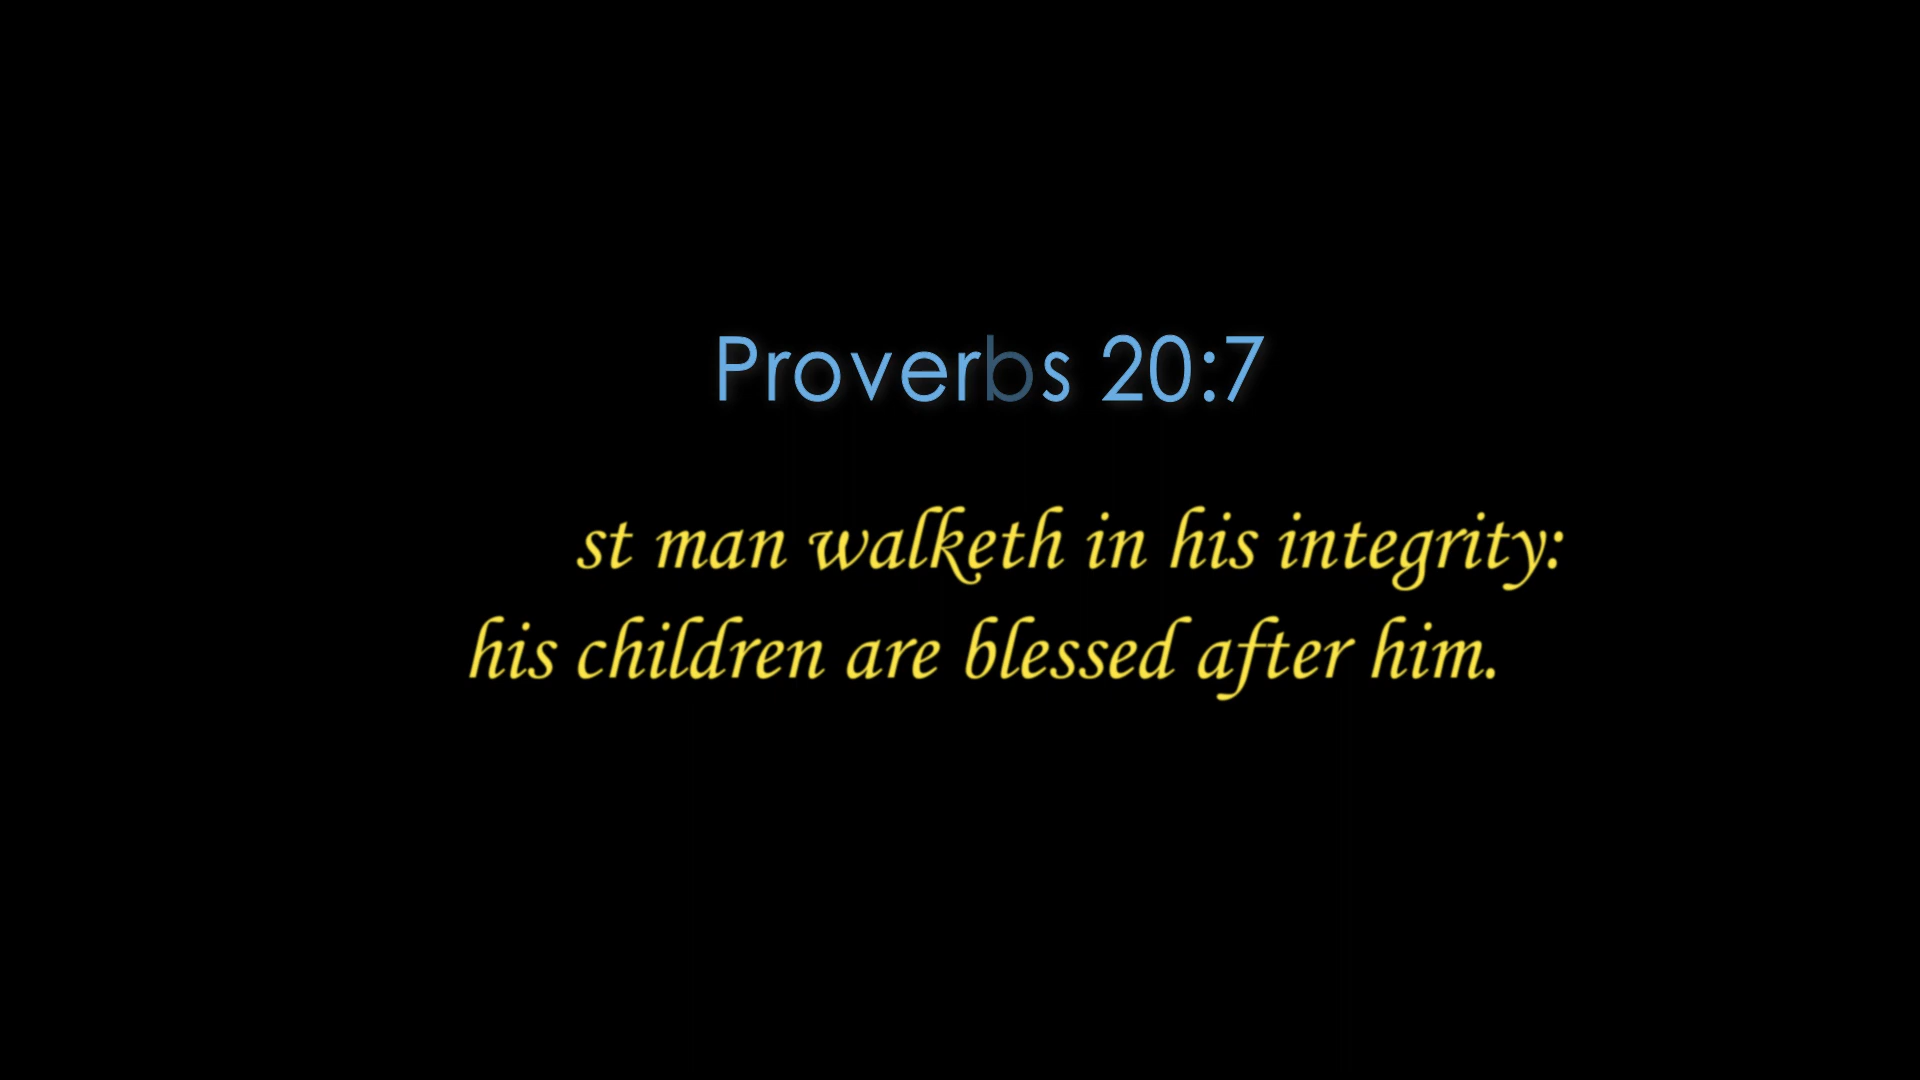 Proverbs 20:7
st man walketh in his integrity:
his children are blessed after him.